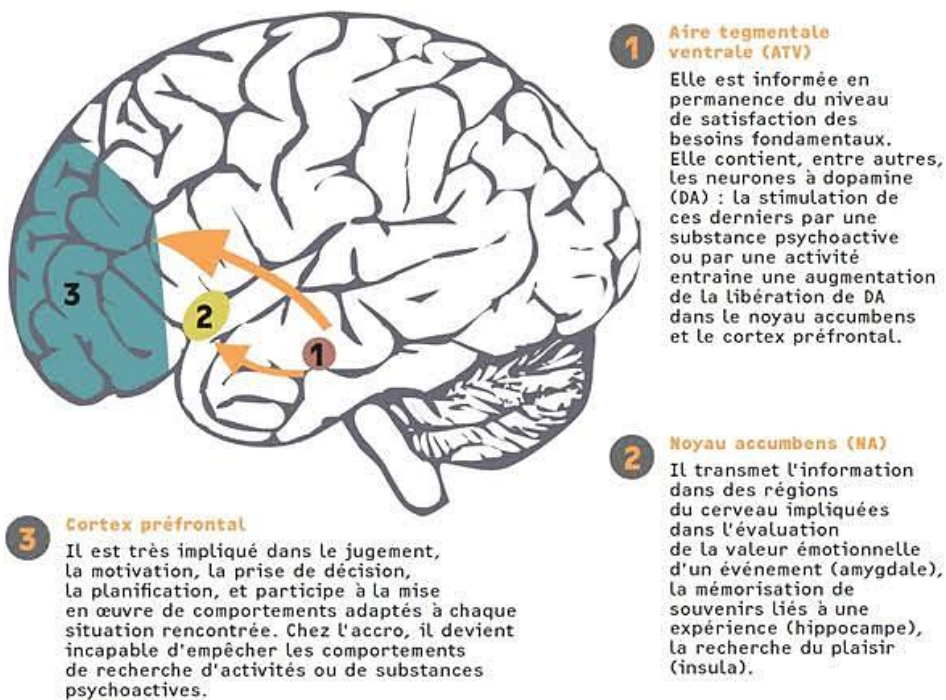 1
Aire tegmentale
ventrale (ATV)
Elle est informée en
permanence du niveau
de satisfaction des
besoins fondamentaux.
Elle contient, entre autres,
les neurones à dopamine
(DA) : la stimulation de
ces derniers par une
substance psychoactive
ou par une activité
entraine une augmentation
de la libération de DA
dans le noyau accumbens
et le cortex préfrontal.
3
2
1
2
Noyau accumbens (NA)
Il transmet l'information
dans des régions
du cerveau impliquées
dans l'évaluation
de la valeur émotionnelle
d'un événement (amygdale),
la mémorisation de
souvenirs liés à une
expérience (hippocampe),
la recherche du plaisir
(insula).
3
Cortex préfrontal
Il est très impliqué dans le jugement,
la motivation, la prise de décision,
la planification, et participe à la mise
en œuvre de comportements adaptés à chaque
situation rencontrée. Chez l'accro, il devient
incapable d'empêcher les comportements
de recherche d'activités ou de substances
psychoactives.